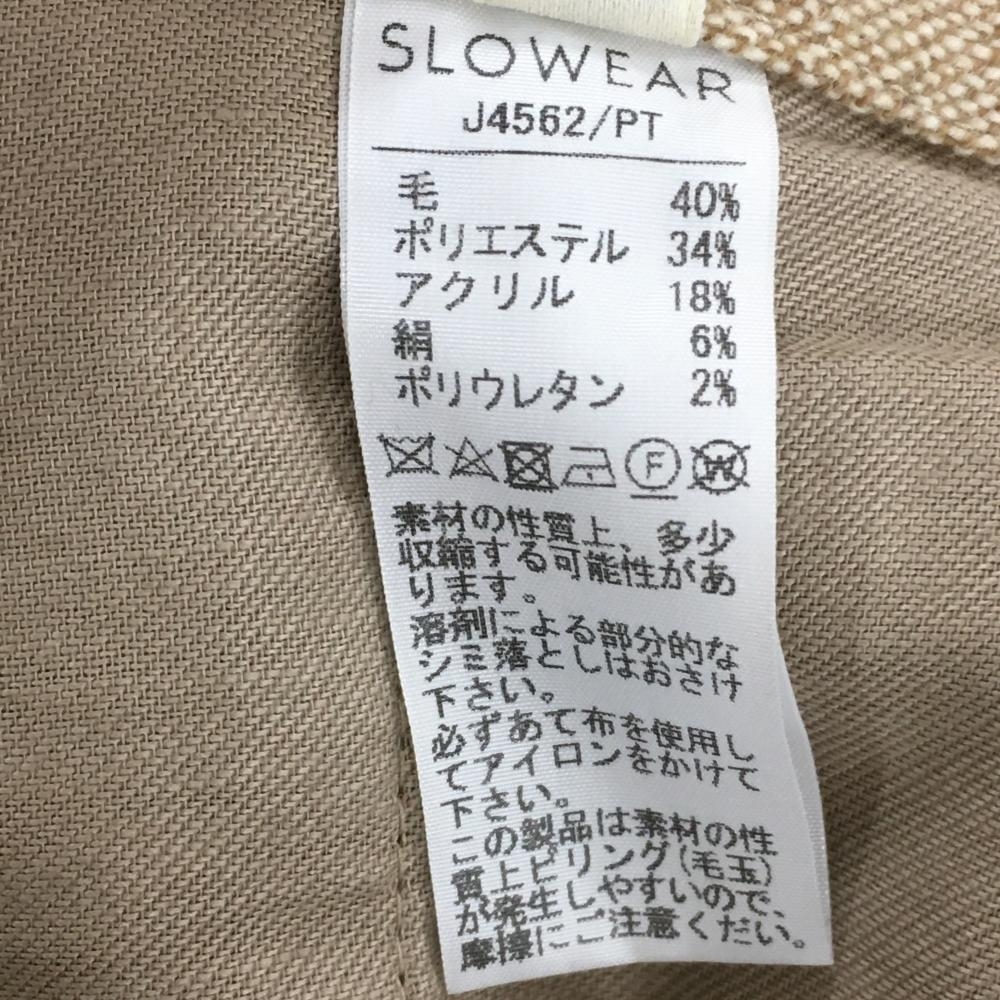 SLOWEAR
J4562/PT
毛 40%
ポリエステル 34%
アクリル 18%
絹 6%
ポリウレタン 2%
F W
素材の性質上、多少
収縮する可能性があ
ります。
溶剤による部分的な
シミ落としはおさけ
下さい。
必ずあて布を使用し
てアイロンをかけて
下さい。
この製品は素材の性
質上ピリング(毛玉)
が発生しやすいので、
摩擦にご注意ください。